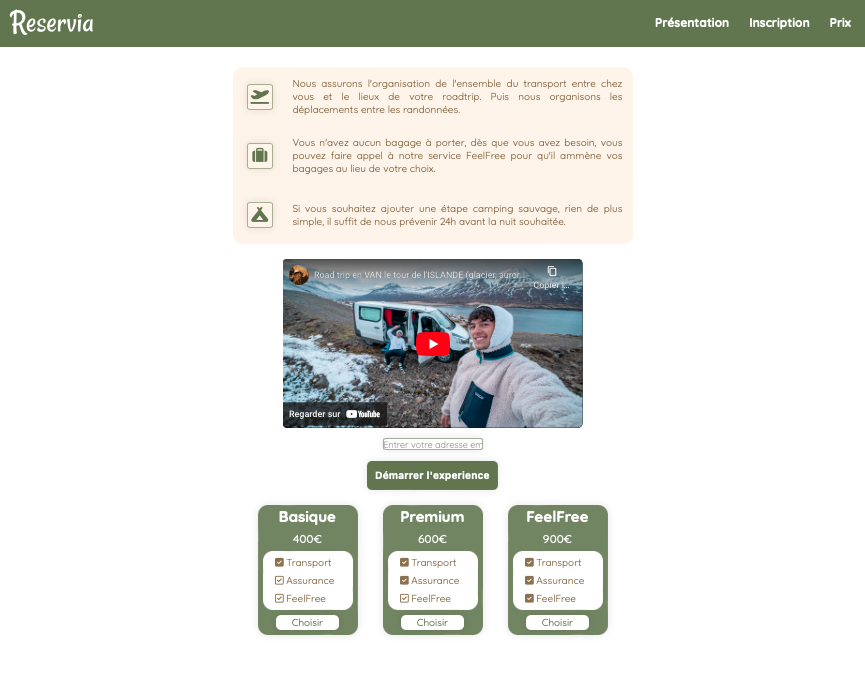 Reservia
Présentation Inscription Prix
Nous assurons l'organisation de l'ensemble du transport entre chez
vous et le lieux de votre roadtrip. Puis nous organisons les
déplacements entre les randonnées.
Vous n'avez aucun bagage à porter, dès que vous avez besoin, vous
pouvez faire appel à notre service FeelFree pour qu'il ammène vos
bagages au lieu de votre choix.
Si vous souhaitez ajouter une étape camping sauvage, rien de plus
simple, il suffit de nous prévenir 24h avant la nuit souhaitée.
Road trip en VAN le tour de l'ISLANDE (glacier, auror...
Copier l...
Regarder sur YouTube
Entrer votre adresse em
Démarrer l'experience
Basique
400€
Transport
Assurance
FeelFree
Choisir
Premium
600€
Transport
Assurance
FeelFree
Choisir
FeelFree
900€
Transport
Assurance
FeelFree
Choisir